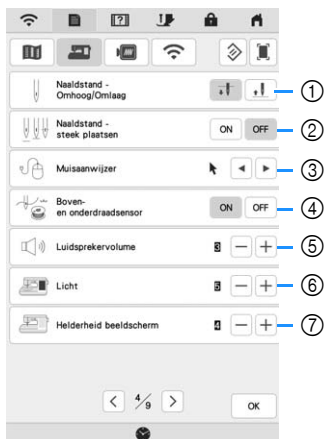 Naaldstand -
Omhoog/Omlaag
①
Naaldstand -
steek plaatsen
ON OFF
②
Muisaanwijzer
③
Boven-
en onderdraadsensor
ON OFF
④
Luidsprekervolume
3 − +
⑤
Licht
5 − +
⑥
Helderheid beeldscherm
4 − +
⑦
< 4/9 >
OK